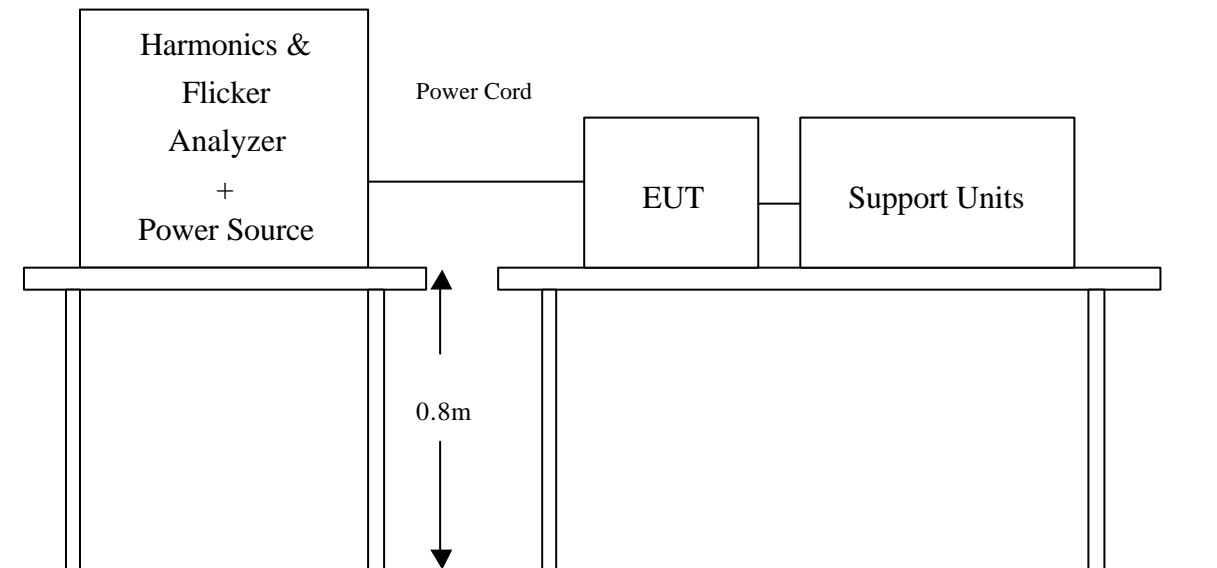 Harmonics &
Flicker
Analyzer
+
Power Source
Power Cord
EUT
Support Units
0.8m